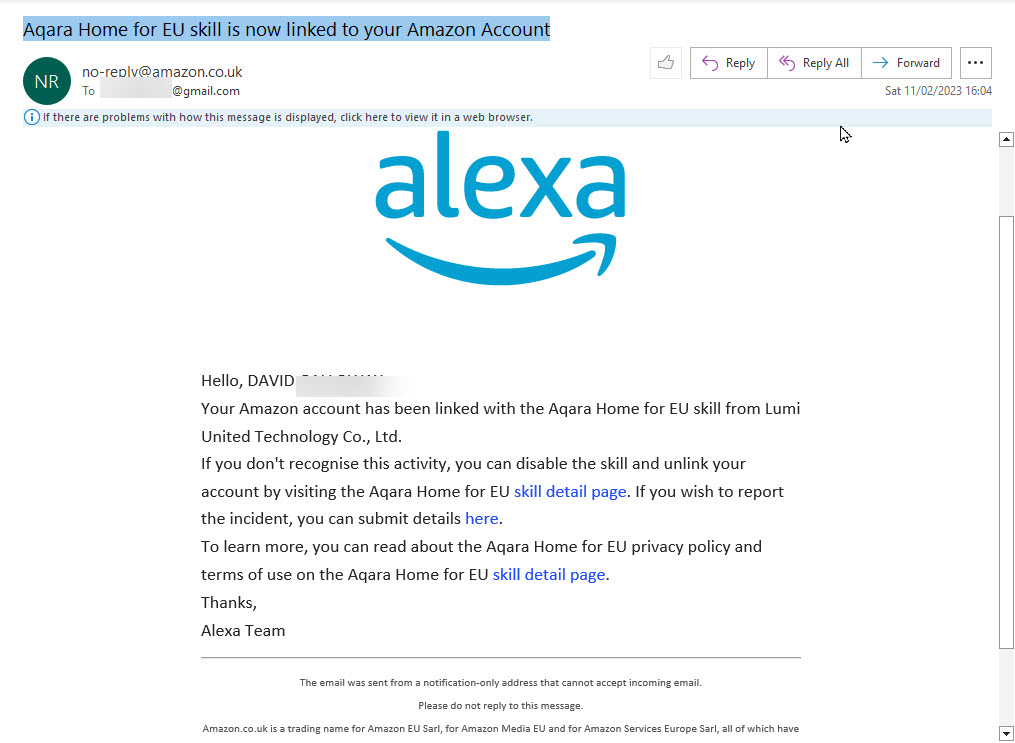 Aqara Home for EU skill is now linked to your Amazon Account
NR
no-reply@amazon.co.uk
To @gmail.com
Reply
Reply All
Forward
Sat 11/02/2023 16:04
If there are problems with how this message is displayed, click here to view it in a web browser.
alexa
Hello, DAVID
Your Amazon account has been linked with the Aqara Home for EU skill from Lumi
United Technology Co., Ltd.
If you don't recognise this activity, you can disable the skill and unlink your
account by visiting the Aqara Home for EU skill detail page. If you wish to report
the incident, you can submit details here.
To learn more, you can read about the Aqara Home for EU privacy policy and
terms of use on the Aqara Home for EU skill detail page.
Thanks,
Alexa Team
The email was sent from a notification-only address that cannot accept incoming email.
Please do not reply to this message.
Amazon.co.uk is a trading name for Amazon EU Sarl, for Amazon Media EU and for Amazon Services Europe Sarl, all of which have